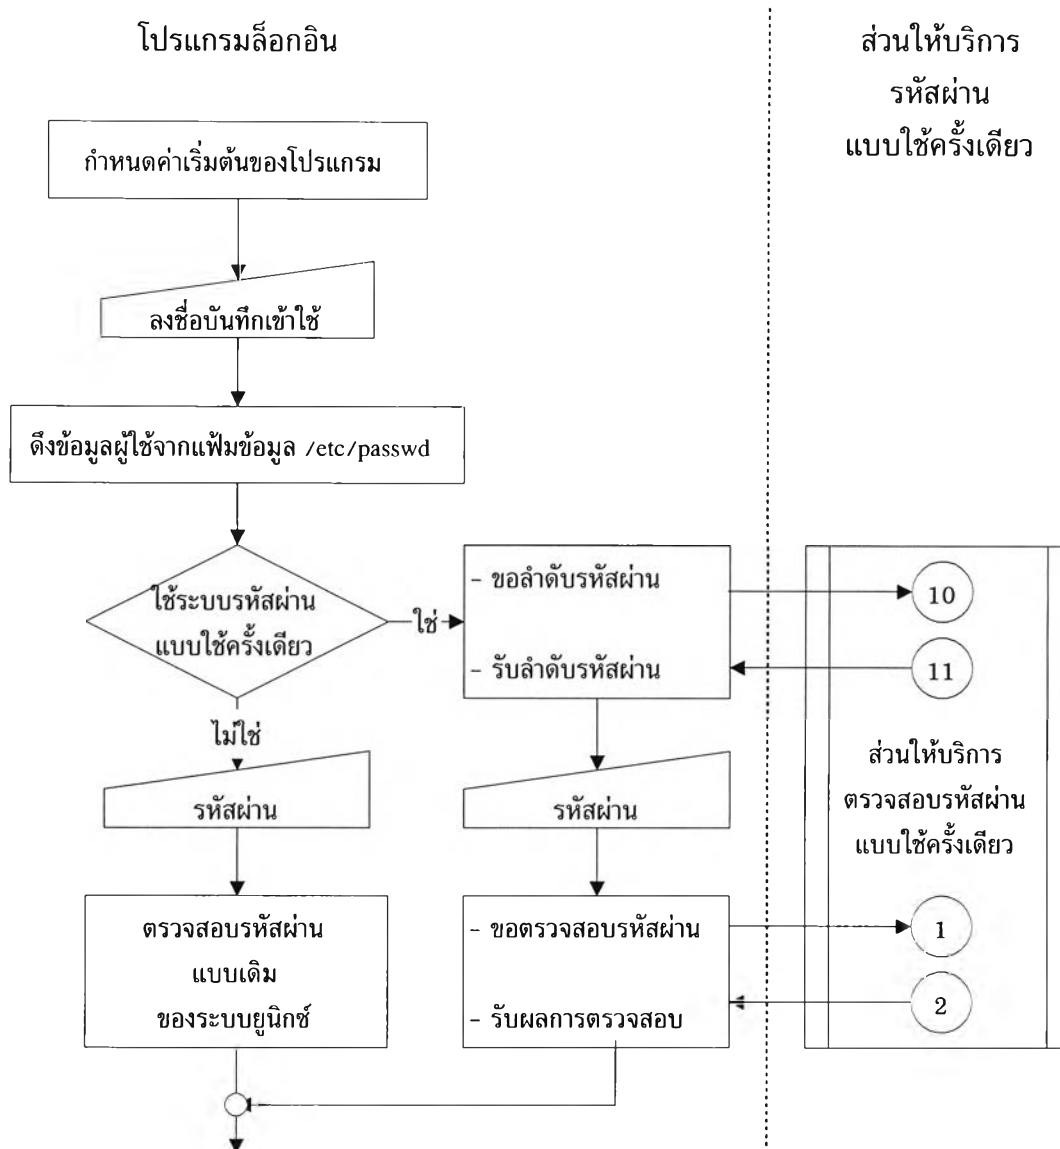 โปรแกรมล็อกอิน
ส่วนให้บริการ
รหัสผ่าน
แบบใช้ครั้งเดียว
กำหนดค่าเริ่มต้นของโปรแกรม
ลงชื่อบันทึกเข้าใช้
ดึงข้อมูลผู้ใช้จากแฟ้มข้อมูล /etc/passwd
ใช้ระบบรหัสผ่าน
แบบใช้ครั้งเดียว
ใช่
- ขอลำดับรหัสผ่าน
- รับลำดับรหัสผ่าน
10
11
ไม่ใช่
รหัสผ่าน
รหัสผ่าน
ส่วนให้บริการ
ตรวจสอบรหัสผ่าน
แบบใช้ครั้งเดียว
ตรวจสอบรหัสผ่าน
แบบเดิม
ของระบบยูนิกซ์
- ขอตรวจสอบรหัสผ่าน
- รับผลการตรวจสอบ
1
2